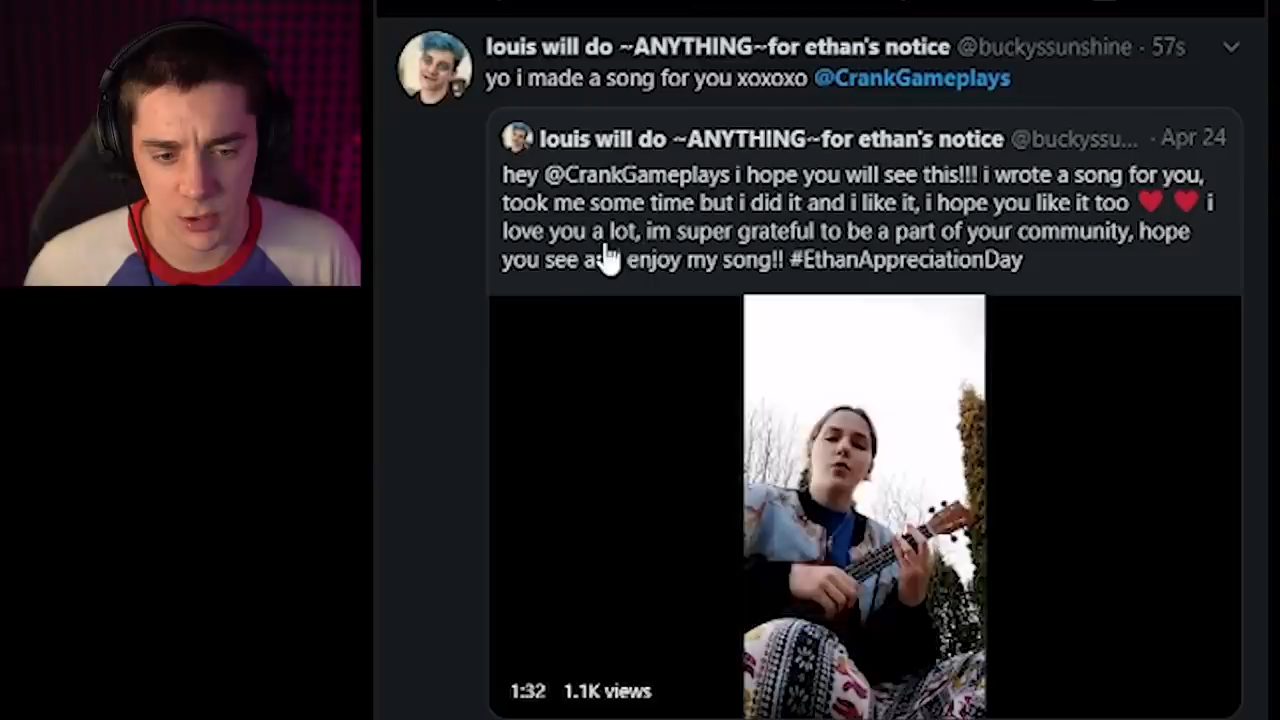 louis will do ~ANYTHING~for ethan's notice @buckyssunshine · 57s
yo i made a song for you xoxoxo @CrankGameplays
louis will do ~ANYTHING~for ethan's notice @buckyssu... · Apr 24
hey @CrankGameplays i hope you will see this!!! i wrote a song for you,
took me some time but i did it and i like it, i hope you like it too ❤️ ❤️ i
love you a lot, im super grateful to be a part of your community, hope
you see a enjoy my song!! #EthanAppreciationDay
1:32 1.1K views